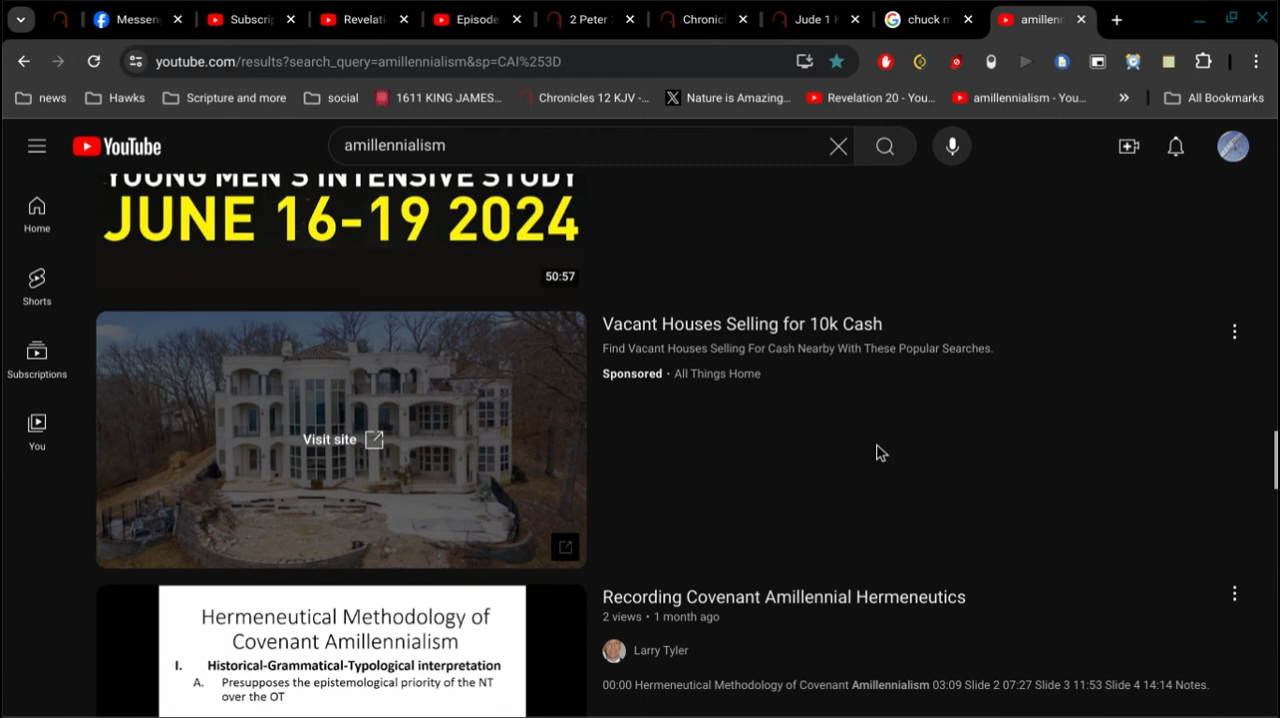 Messen
Subscri
Revelati
Episode
2 Peter
Chronic
Jude 1
chuck m
amillenn
youtube.com/results?search_query=amillennialism&sp=CAI%253D
news
Hawks
Scripture and more
social
1611 KING JAMES...
Chronicles 12 KJV -...
Nature is Amazing...
Revelation 20 - You...
amillennialism - You...
All Bookmarks
YouTube
amillennialism
YOUNG MEN'S INTENSIVE STUDY
JUNE 16-19 2024
50:57
Home
Shorts
Subscriptions
You
Vacant Houses Selling for 10k Cash
Find Vacant Houses Selling For Cash Nearby With These Popular Searches.
Sponsored · All Things Home
Visit site
Hermeneutical Methodology of
Covenant Amillennialism
I. Historical-Grammatical-Typological interpretation
A. Presupposes the epistemological priority of the NT
over the OT
Recording Covenant Amillennial Hermeneutics
2 views · 1 month ago
Larry Tyler
00:00 Hermeneutical Methodology of Covenant Amillennialism 03:09 Slide 2 07:27 Slide 3 11:53 Slide 4 14:14 Notes.